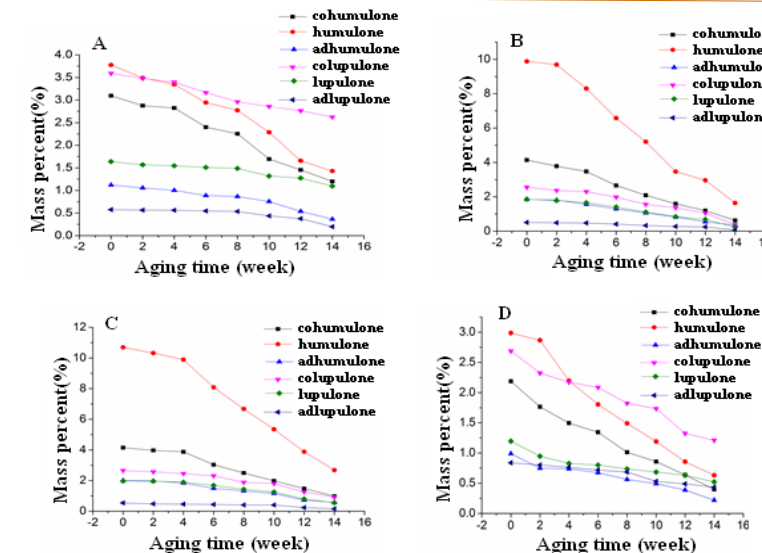 A
cohumulone
humulone
adhumulone
colupulone
lupulone
adlupulone
Mass percent(%)
4.0
3.5
3.0
2.5
2.0
1.5
1.0
0.5
0.0
-2 0 2 4 6 8 10 12 14 16
Aging time (week)
B
cohumulo
humulone
adhumulo
colupulon
lupulone
adlupulon
Mass percent(%)
10
8
6
4
2
0
-2 0 2 4 6 8 10 12 14
Aging time (week)
C
cohumulone
humulone
adhumulone
colupulone
lupulone
adlupulone
Mass percent(%)
12
10
8
6
4
2
0
-2 0 2 4 6 8 10 12 14 16
Aging time (week)
D
cohumulone
humulone
adhumulone
colupulone
lupulone
adlupulone
Mass percent(%)
3.0
2.5
2.0
1.5
1.0
0.5
0.0
-2 0 2 4 6 8 10 12 14 16
Aging time (week)